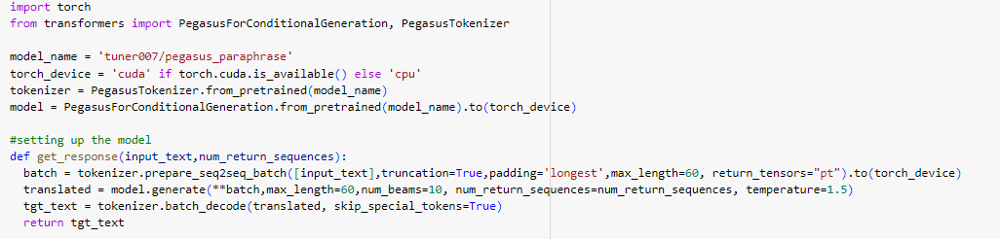 import torch
from transformers import PegasusForConditionalGeneration, PegasusTokenizer

model_name = 'tuner007/pegasus_paraphrase'
torch_device = 'cuda' if torch.cuda.is_available() else 'cpu'
tokenizer = PegasusTokenizer.from_pretrained(model_name)
model = PegasusForConditionalGeneration.from_pretrained(model_name).to(torch_device)

#setting up the model
def get_response(input_text,num_return_sequences):
  batch = tokenizer.prepare_seq2seq_batch([input_text],truncation=True,padding='longest',max_length=60, return_tensors="pt").to(torch_device)
  translated = model.generate(**batch,max_length=60,num_beams=10, num_return_sequences=num_return_sequences, temperature=1.5)
  tgt_text = tokenizer.batch_decode(translated, skip_special_tokens=True)
  return tgt_text